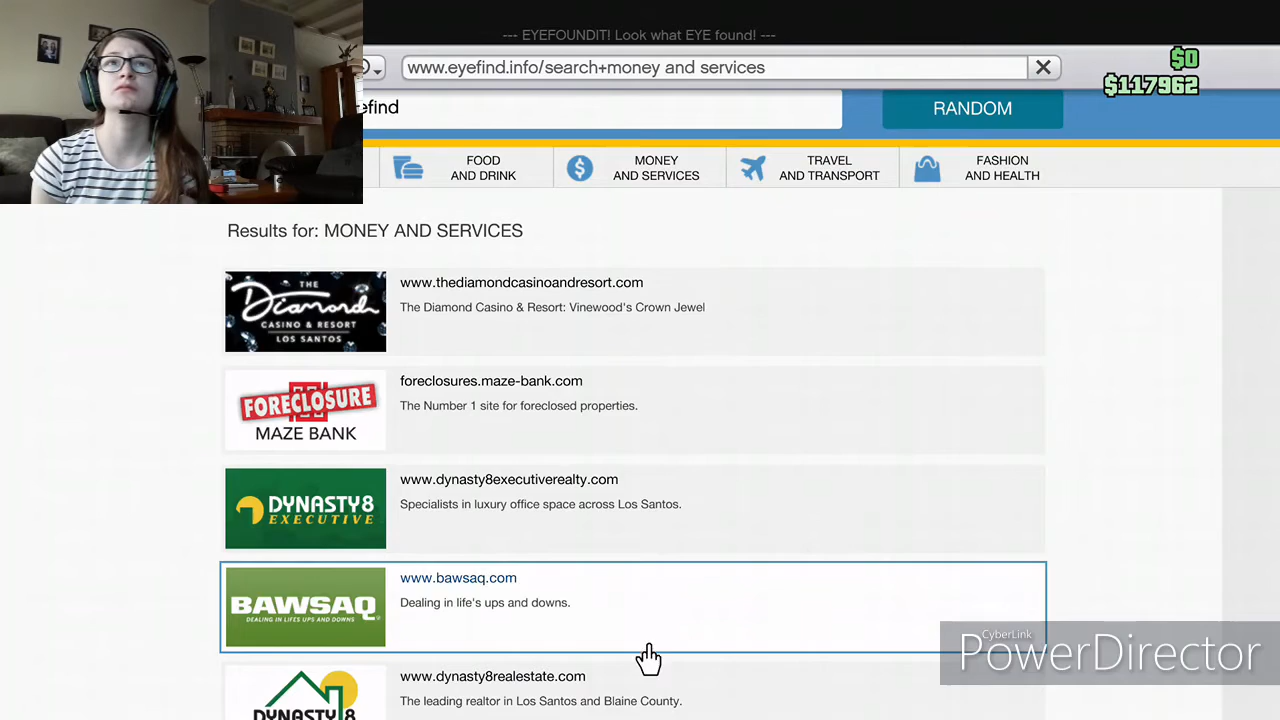 --- EYEFOUNDIT! Look what EYE found! ---
www.eyefind.info/search+money and services
$0
$117962
efind
RANDOM
FOOD
AND DRINK
MONEY
AND SERVICES
TRAVEL
AND TRANSPORT
FASHION
AND HEALTH
Results for: MONEY AND SERVICES
THE
Diamond
CASINO & RESORT
LOS SANTOS
www.thediamondcasinoandresort.com
The Diamond Casino & Resort: Vinewood's Crown Jewel
FORECLOSURE
MAZE BANK
foreclosures.maze-bank.com
The Number 1 site for foreclosed properties.
DYNASTY8
EXECUTIVE
www.dynasty8executiverealty.com
Specialists in luxury office space across Los Santos.
BAWSAQ
DEALING IN LIFE'S UPS AND DOWNS
www.bawsaq.com
Dealing in life's ups and downs.
DYNASTY8
www.dynasty8realestate.com
The leading realtor in Los Santos and Blaine County.
CyberLink
PowerDirector